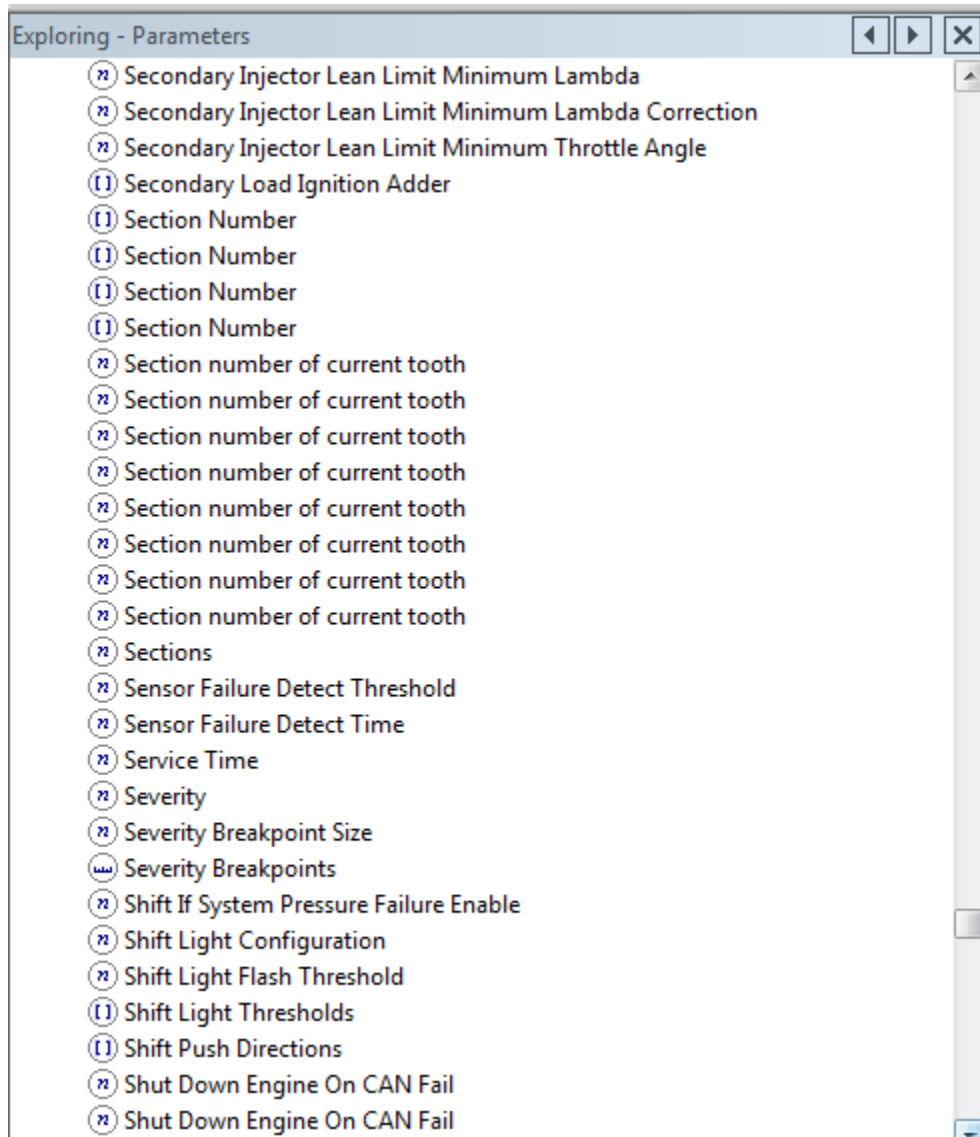 Exploring - Parameters
Secondary Injector Lean Limit Minimum Lambda
Secondary Injector Lean Limit Minimum Lambda Correction
Secondary Injector Lean Limit Minimum Throttle Angle
Secondary Load Ignition Adder
Section Number
Section Number
Section Number
Section Number
Section number of current tooth
Section number of current tooth
Section number of current tooth
Section number of current tooth
Section number of current tooth
Section number of current tooth
Section number of current tooth
Section number of current tooth
Sections
Sensor Failure Detect Threshold
Sensor Failure Detect Time
Service Time
Severity
Severity Breakpoint Size
Severity Breakpoints
Shift If System Pressure Failure Enable
Shift Light Configuration
Shift Light Flash Threshold
Shift Light Thresholds
Shift Push Directions
Shut Down Engine On CAN Fail
Shut Down Engine On CAN Fail